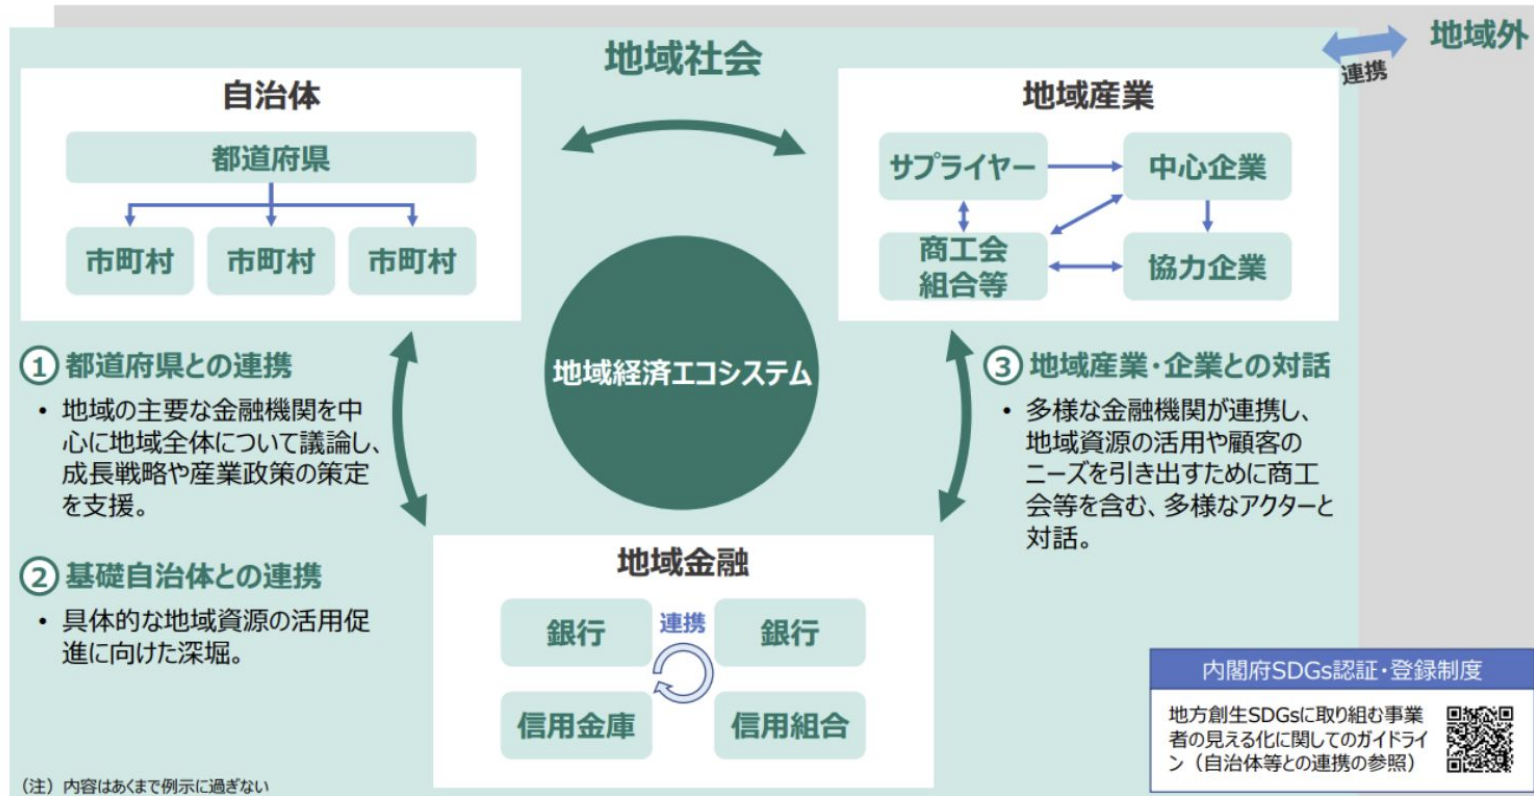 地域社会
地域外
連携
自治体
都道府県
市町村
市町村
市町村
地域産業
サプライヤー
中心企業
商工会
組合等
協力企業
地域経済エコシステム
① 都道府県との連携
• 地域の主要な金融機関を中
心に地域全体について議論し、
成長戦略や産業政策の策定
を支援。
② 基礎自治体との連携
• 具体的な地域資源の活用促
進に向けた深堀。
③ 地域産業・企業との対話
• 多様な金融機関が連携し、
地域資源の活用や顧客の
ニーズを引き出すために商工
会等を含む、多様なアクターと
対話。
地域金融
銀行
連携
銀行
信用金庫
信用組合
内閣府SDGs認証・登録制度
地方創生SDGsに取り組む事業
者の見える化に関してのガイドライ
ン（自治体等との連携の参照）
（注）内容はあくまで例示に過ぎない